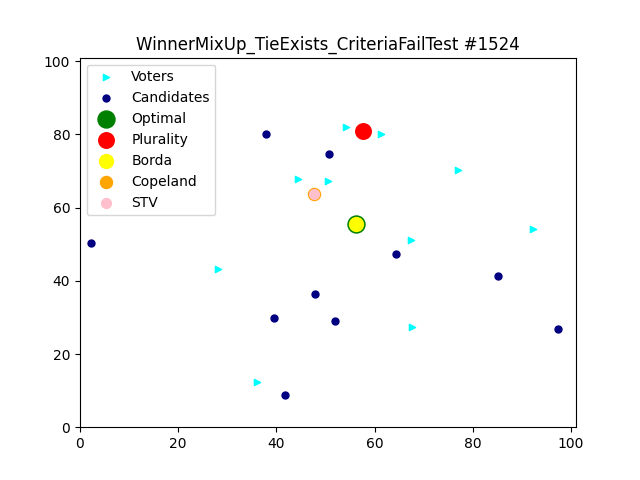 WinnerMixUp_TieExists_CriteriaFailTest #1524
100
80
60
40
20
0
Voters
Candidates
Optimal
Plurality
Borda
Copeland
STV
0 20 40 60 80 100